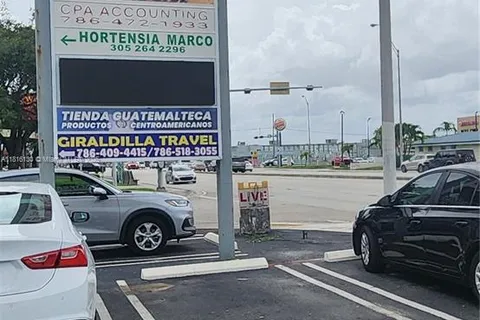 CPA ACCOUNTING
786-472-1933
← HORTENSIA MARCO
305 264 2296
TIENDA GUATEMALTECA
PRODUCTOS CENTROAMERICANOS
GIRALDILLA TRAVEL
786-409-4415 / 786-518-3055
LIVE